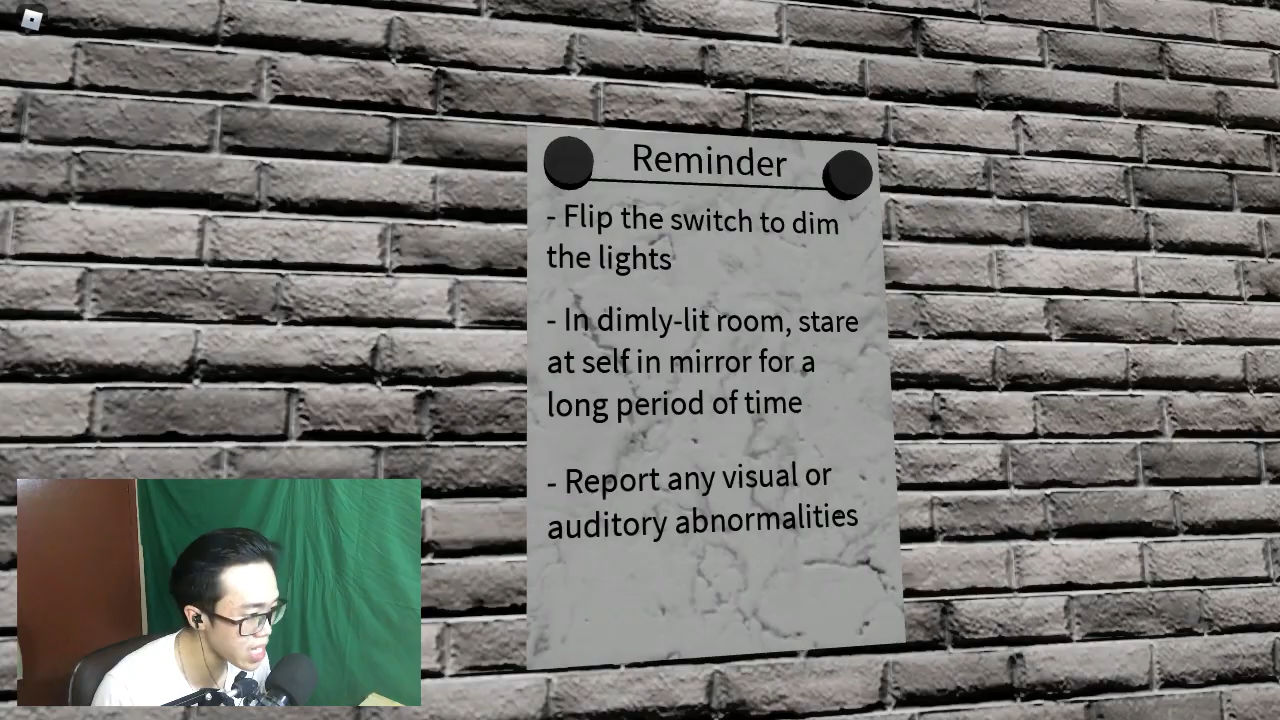 Reminder
- Flip the switch to dim
the lights
- In dimly-lit room, stare
at self in mirror for a
long period of time
- Report any visual or
auditory abnormalities